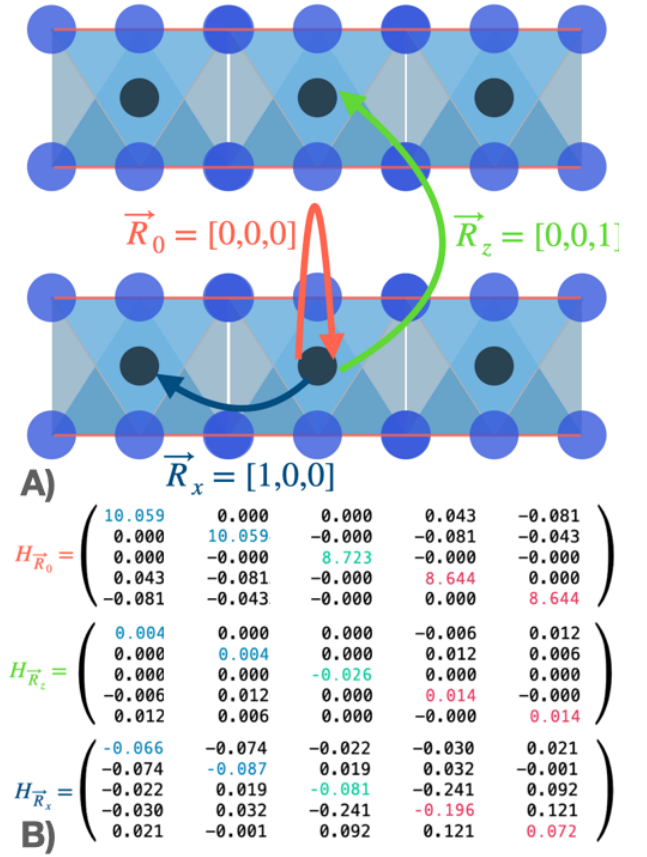 R⃗₀ = [0,0,0]
R⃗_z = [0,0,1]
R⃗ₓ = [1,0,0]
A)
H_R⃗₀ =
10.059 0.000 0.000 0.043 -0.081
0.000 10.059 -0.000 -0.081 -0.043
0.000 -0.000 8.723 -0.000 -0.000
0.043 -0.081 -0.000 8.644 0.000
-0.081 -0.043 -0.000 0.000 8.644
H_R⃗_z =
0.004 0.000 0.000 -0.006 0.012
0.000 0.004 0.000 0.012 0.006
0.000 0.000 -0.026 0.000 0.000
-0.006 0.012 0.000 0.014 -0.000
0.012 0.006 0.000 -0.000 0.014
H_R⃗ₓ =
-0.066 -0.074 -0.022 -0.030 0.021
-0.074 -0.087 0.019 0.032 -0.001
-0.022 0.019 -0.081 -0.241 0.092
-0.030 0.032 -0.241 -0.196 0.121
0.021 -0.001 0.092 0.121 0.072
B)